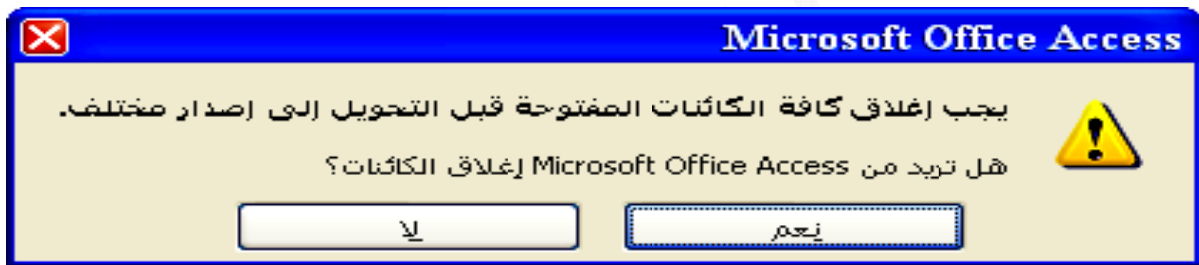 Microsoft Office Access
يجب إغلاق كافة الكائنات المفتوحة قبل التحويل إلى إصدار مختلف.
هل تريد من Microsoft Office Access إغلاق الكائنات؟
نعم
لا